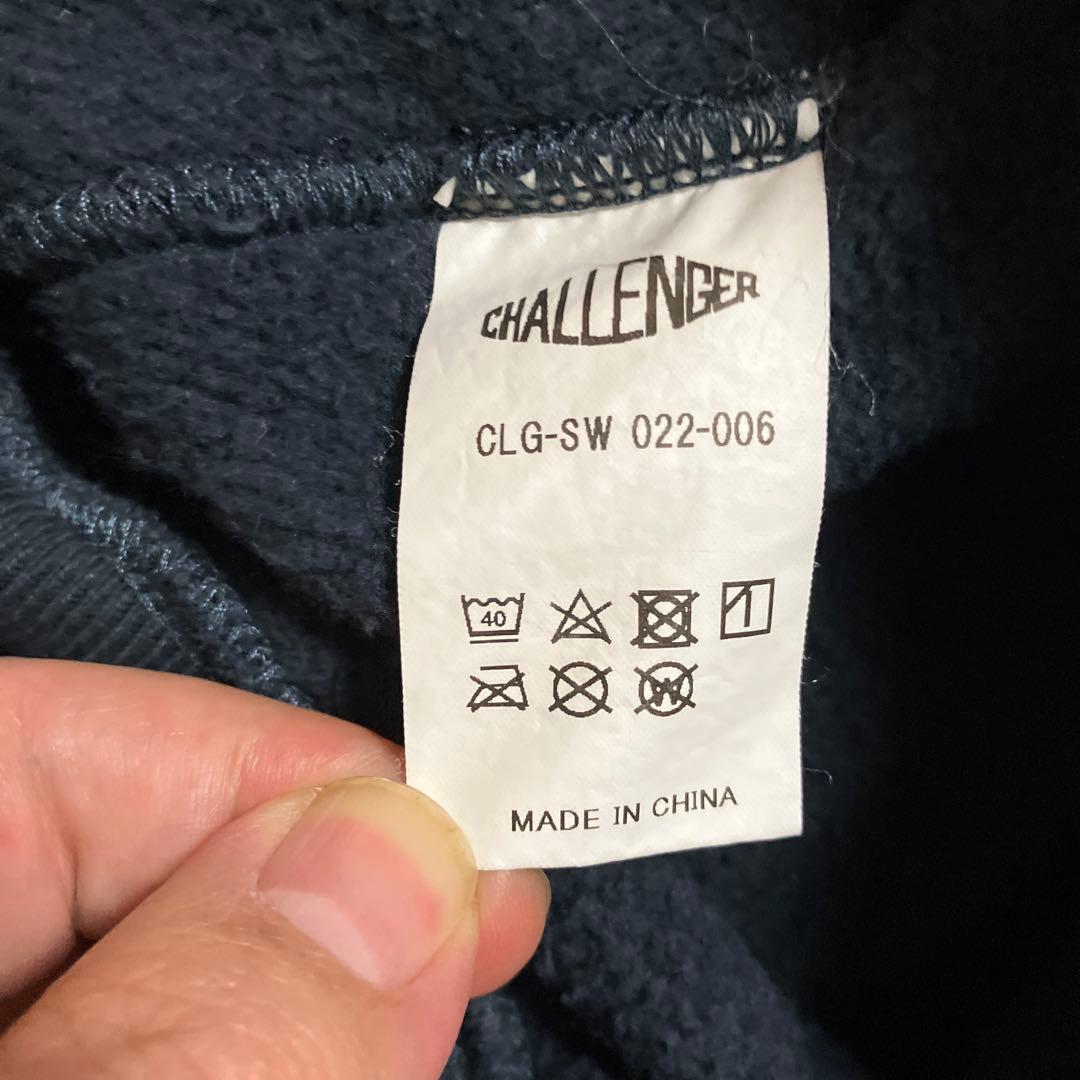 CHALLENGER
CLG-SW 022-006
40
W
MADE IN CHINA